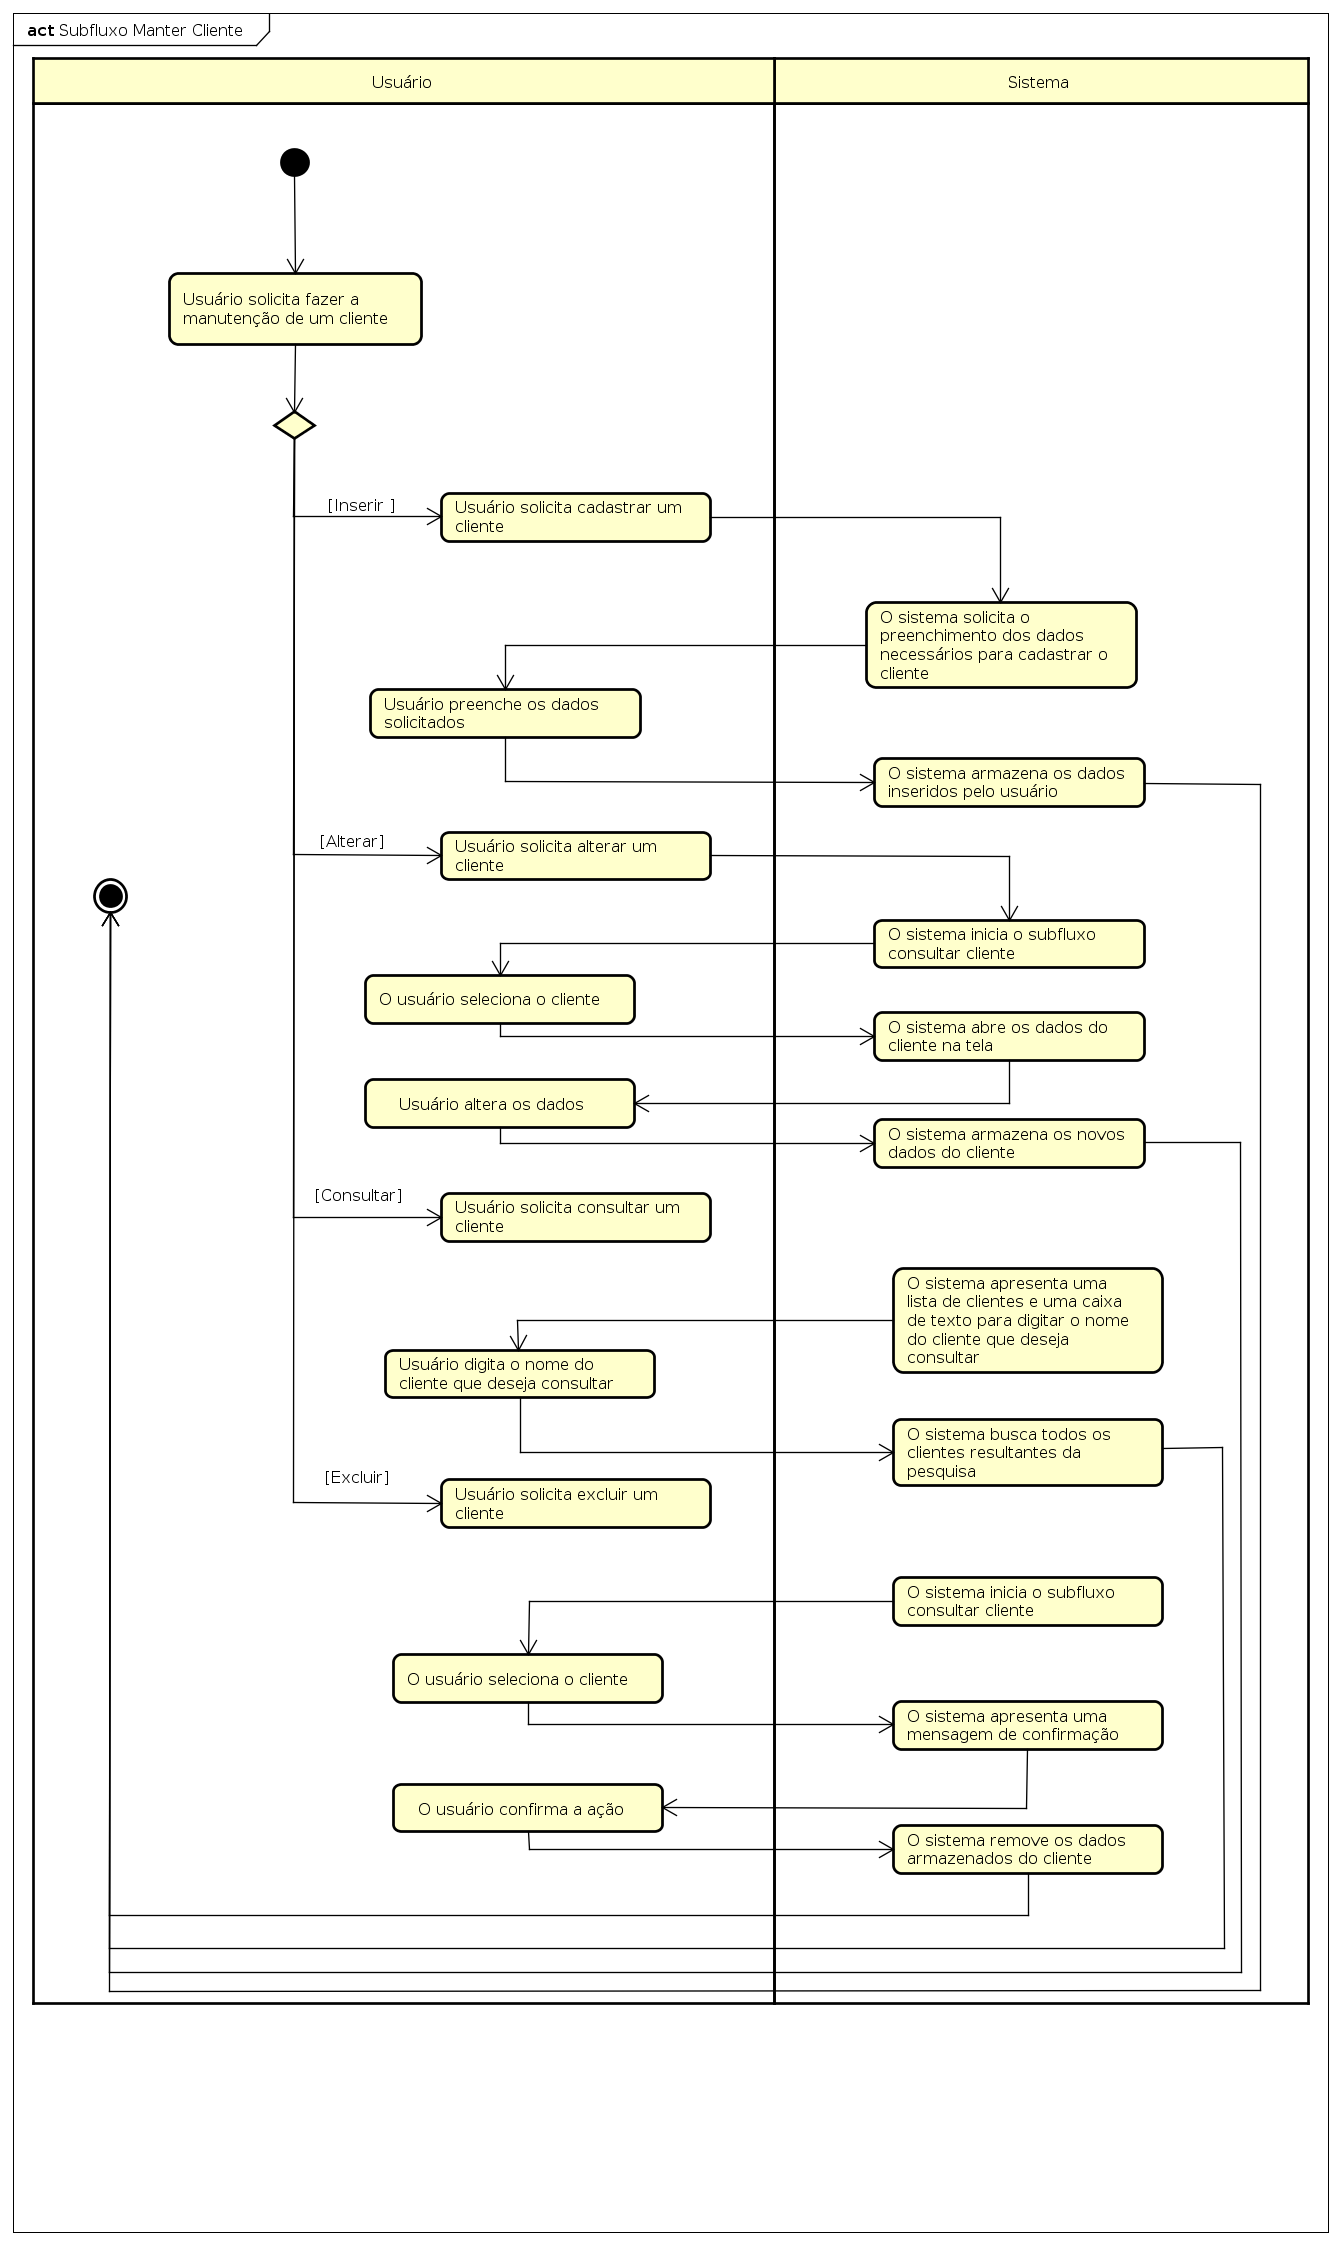 act Subfluxo Manter Cliente
Usuário
Sistema
Usuário solicita fazer a
manutenção de um cliente
[Inserir ]
Usuário solicita cadastrar um
cliente
O sistema solicita o
preenchimento dos dados
necessários para cadastrar o
cliente
Usuário preenche os dados
solicitados
O sistema armazena os dados
inseridos pelo usuário
[Alterar]
Usuário solicita alterar um
cliente
O sistema inicia o subfluxo
consultar cliente
O usuário seleciona o cliente
O sistema abre os dados do
cliente na tela
Usuário altera os dados
O sistema armazena os novos
dados do cliente
[Consultar]
Usuário solicita consultar um
cliente
O sistema apresenta uma
lista de clientes e uma caixa
de texto para digitar o nome
do cliente que deseja
consultar
Usuário digita o nome do
cliente que deseja consultar
O sistema busca todos os
clientes resultantes da
pesquisa
[Excluir]
Usuário solicita excluir um
cliente
O sistema inicia o subfluxo
consultar cliente
O usuário seleciona o cliente
O sistema apresenta uma
mensagem de confirmação
O usuário confirma a ação
O sistema remove os dados
armazenados do cliente